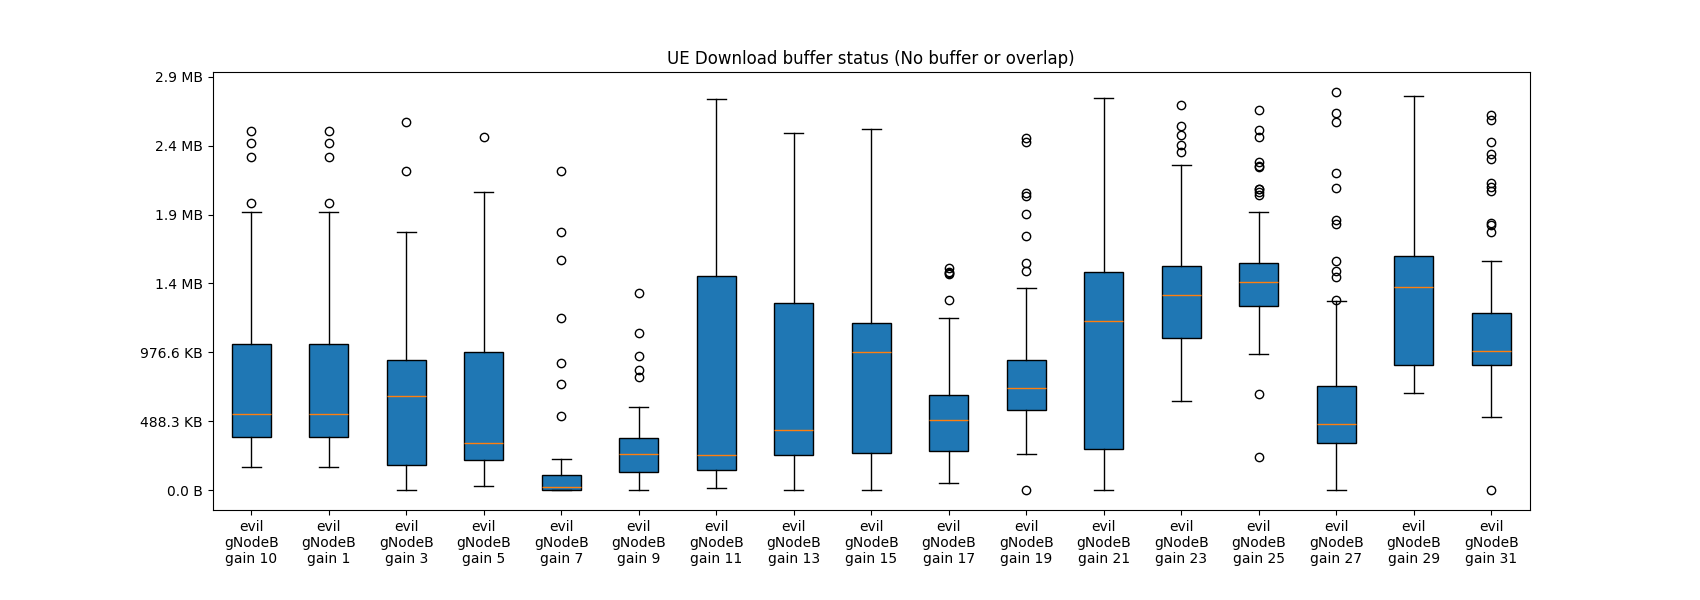 UE Download buffer status (No buffer or overlap)
2.9 MB
2.4 MB
1.9 MB
1.4 MB
976.6 KB
488.3 KB
0.0 B
evil gNodeB gain 10
evil gNodeB gain 1
evil gNodeB gain 3
evil gNodeB gain 5
evil gNodeB gain 7
evil gNodeB gain 9
evil gNodeB gain 11
evil gNodeB gain 13
evil gNodeB gain 15
evil gNodeB gain 17
evil gNodeB gain 19
evil gNodeB gain 21
evil gNodeB gain 23
evil gNodeB gain 25
evil gNodeB gain 27
evil gNodeB gain 29
evil gNodeB gain 31